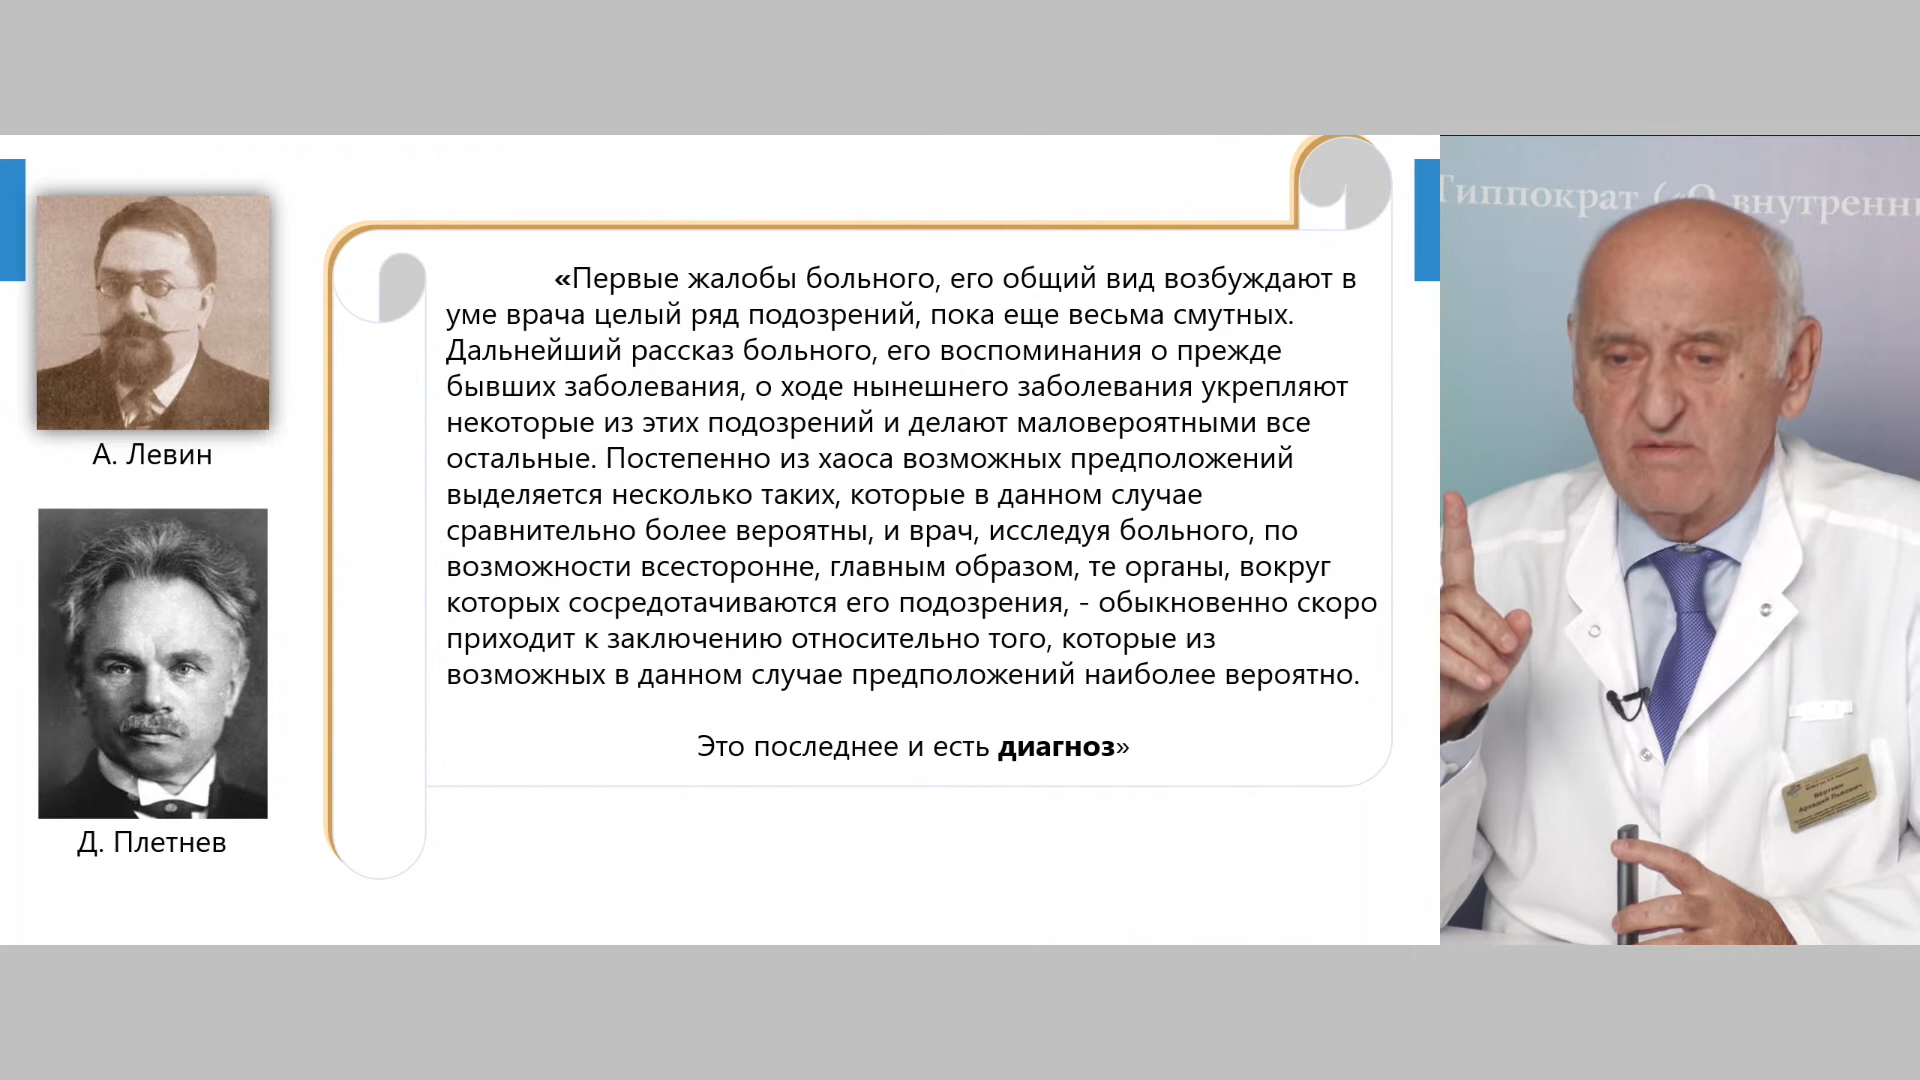 А. Левин
Д. Плетнев
«Первые жалобы больного, его общий вид возбуждают в
уме врача целый ряд подозрений, пока еще весьма смутных.
Дальнейший рассказ больного, его воспоминания о прежде
бывших заболевания, о ходе нынешнего заболевания укрепляют
некоторые из этих подозрений и делают маловероятными все
остальные. Постепенно из хаоса возможных предположений
выделяется несколько таких, которые в данном случае
сравнительно более вероятны, и врач, исследуя больного, по
возможности всесторонне, главным образом, те органы, вокруг
которых сосредотачиваются его подозрения, - обыкновенно скоро
приходит к заключению относительно того, которые из
возможных в данном случае предположений наиболее вероятно.
Это последнее и есть диагноз»
Гиппократ («О внутренн
Вёрткин
Аркадий Львович